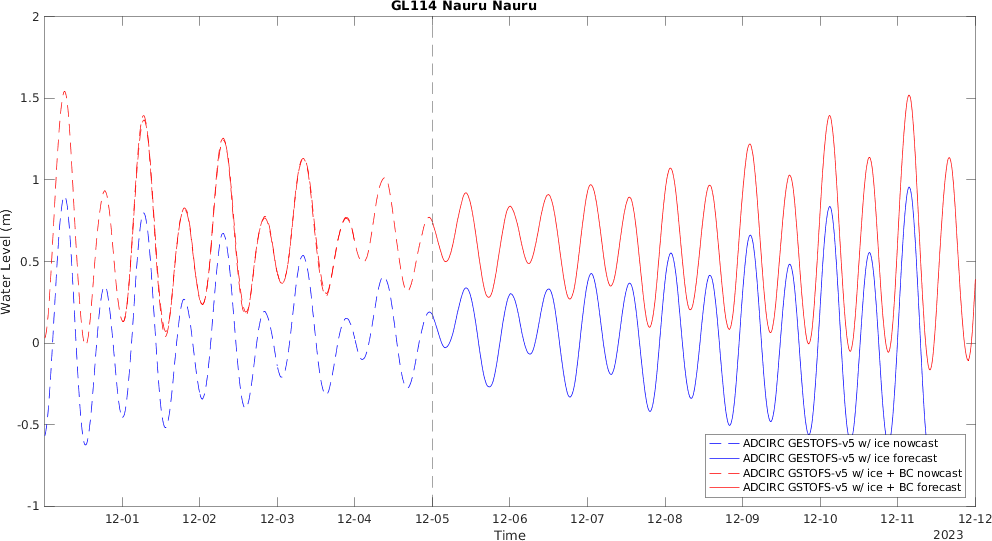 GL114 Nauru Nauru
2
1.5
1
0.5
0
-0.5
-1
Water Level (m)
ADCIRC GESTOFS-v5 w/ ice nowcast
ADCIRC GESTOFS-v5 w/ ice forecast
ADCIRC GSTOFS-v5 w/ ice + BC nowcast
ADCIRC GSTOFS-v5 w/ ice + BC forecast
12-01 12-02 12-03 12-04 12-05 12-06 12-07 12-08 12-09 12-10 12-11 12-12
Time
2023